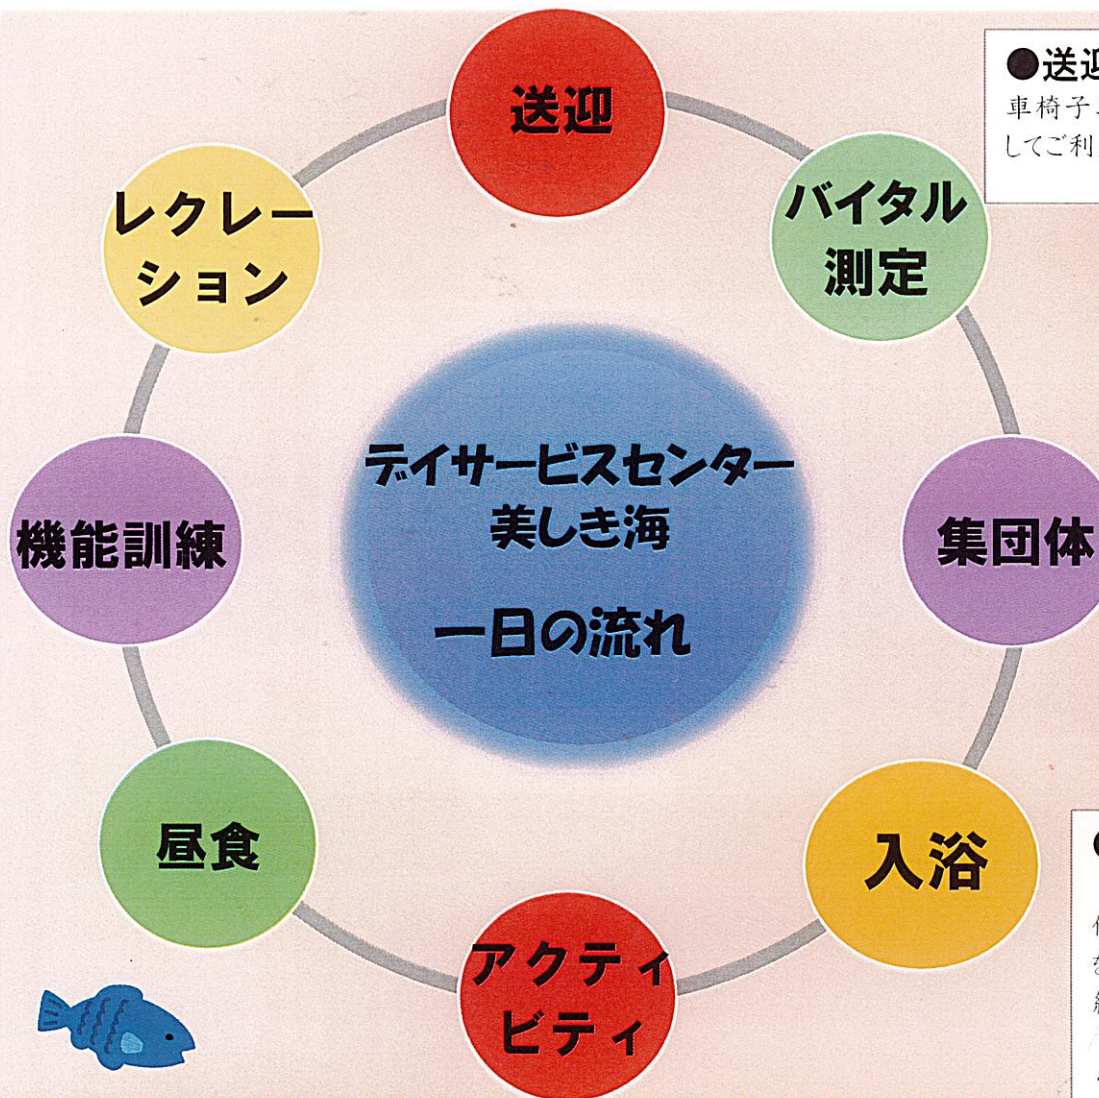 送迎
●送迎
車椅子
してご利
バイタル
測定
集団体
入浴
アクティ
ビティ
昼食
機能訓練
レクレー
ション
デイサービスセンター
美しき海
一日の流れ